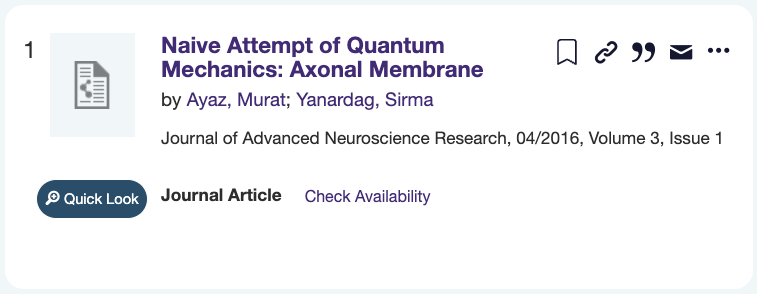 1
Naive Attempt of Quantum
Mechanics: Axonal Membrane
by Ayaz, Murat; Yanardag, Sirma
Journal of Advanced Neuroscience Research, 04/2016, Volume 3, Issue 1
Quick Look
Journal Article
Check Availability